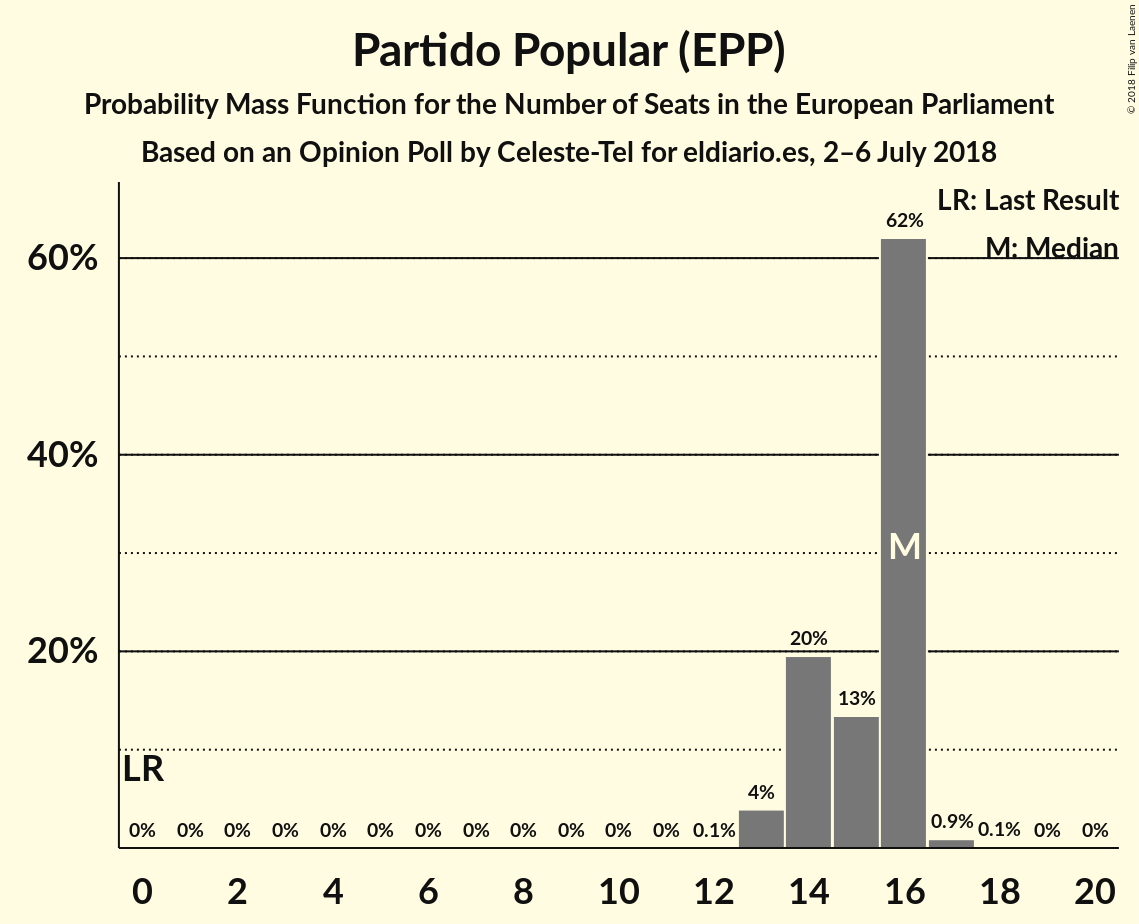 Partido Popular (EPP)
Probability Mass Function for the Number of Seats in the European Parliament
Based on an Opinion Poll by Celeste-Tel for eldiario.es, 2–6 July 2018
© 2018 Filip van Laenen
LR: Last Result
M: Median
60%
40%
20%
62%
M
20%
13%
4%
LR
0% 0% 0% 0% 0% 0% 0% 0% 0% 0% 0% 0% 0.1% 0.9% 0.1% 0% 0%
0 2 4 6 8 10 12 14 16 18 20